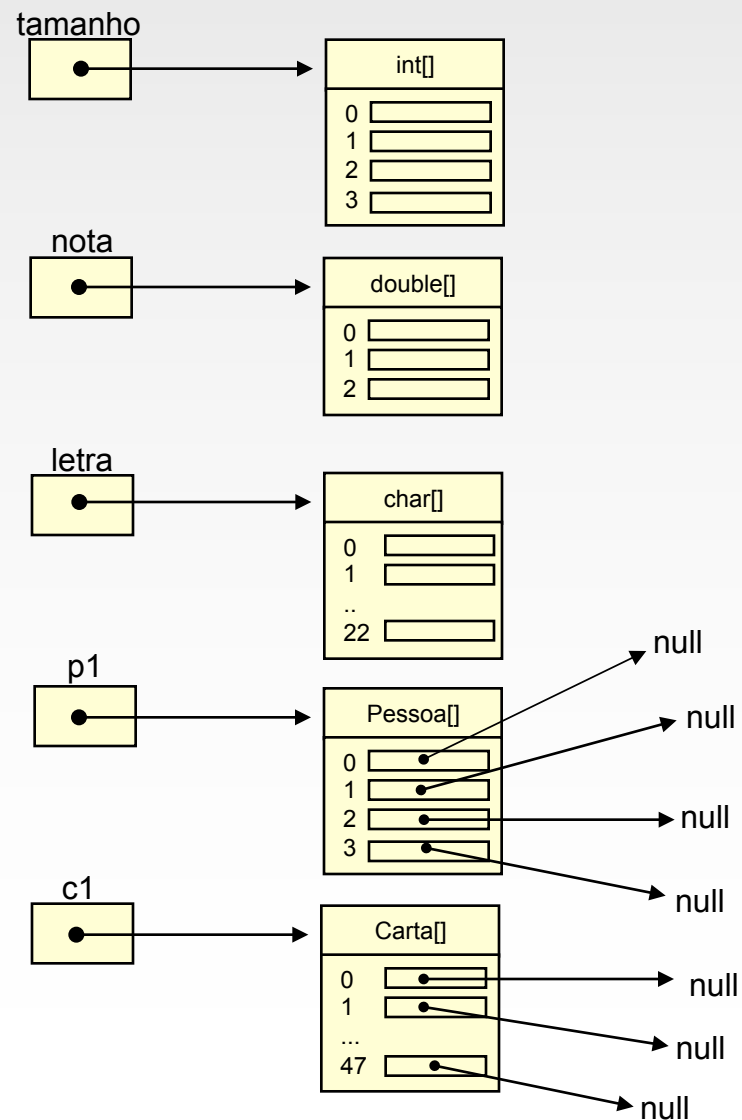 tamanho
int[]
0
1
2
3
nota
double[]
0
1
2
letra
char[]
0
1
..
22
p1
Pessoa[]
0
1
2
3
null
null
null
null
c1
Carta[]
0
1
...
47
null
null
null